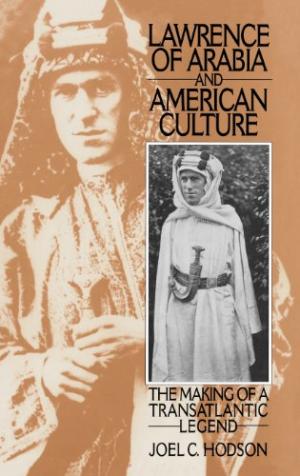 LAWRENCE
OF ARABIA
AND
AMERICAN
CULTURE
THE MAKING OF A
TRANSATLANTIC
LEGEND
JOEL C. HODSON